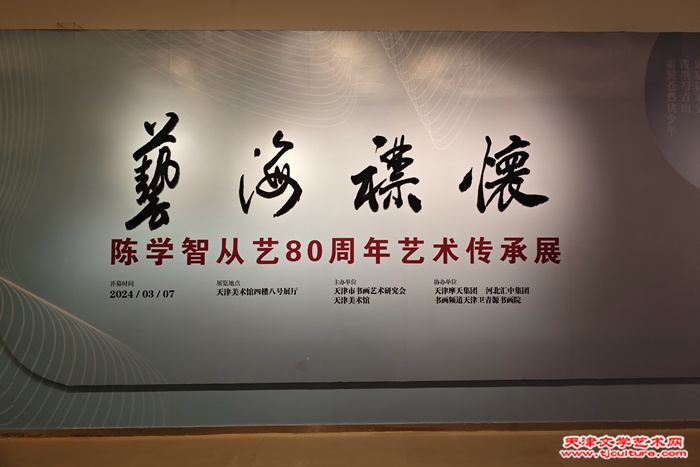 藝海襟懷
陈学智从艺80周年艺术传承展
开幕时间
2024 / 03 / 07
展览地点
天津美术馆四楼八号展厅
主办单位
天津市书画艺术研究会
天津美术馆
协办单位
天津摩天集团 河北汇中集团
书画频道天津卫青源书画院
天津文学艺术网
www.tjculture.com